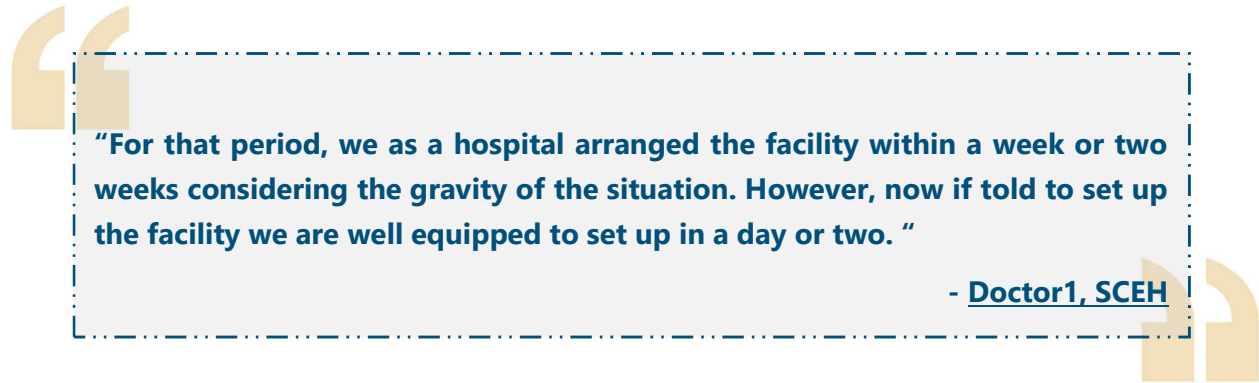 “For that period, we as a hospital arranged the facility within a week or two
weeks considering the gravity of the situation. However, now if told to set up
the facility we are well equipped to set up in a day or two. “
- Doctor1, SCEH